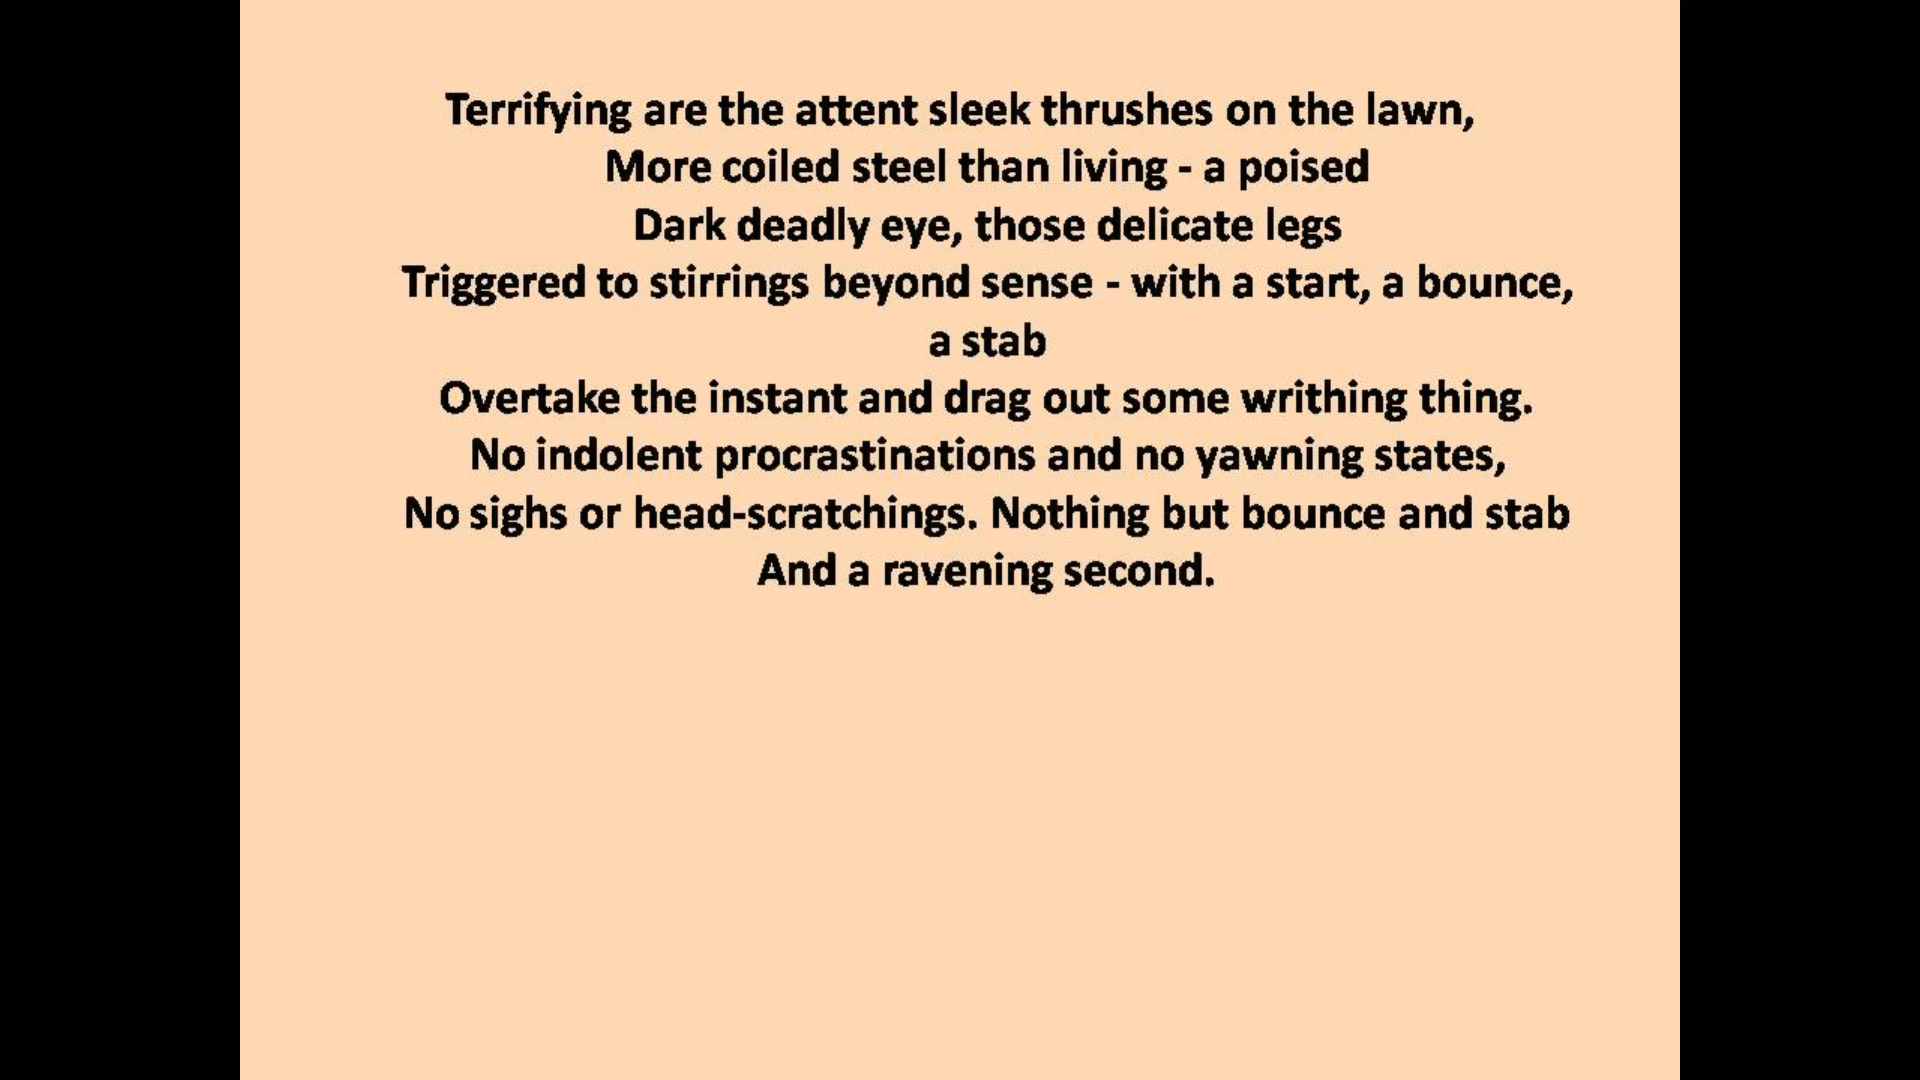 Terrifying are the attent sleek thrushes on the lawn,
More coiled steel than living - a poised
Dark deadly eye, those delicate legs
Triggered to stirrings beyond sense - with a start, a bounce,
a stab
Overtake the instant and drag out some writhing thing.
No indolent procrastinations and no yawning states,
No sighs or head-scratchings. Nothing but bounce and stab
And a ravening second.